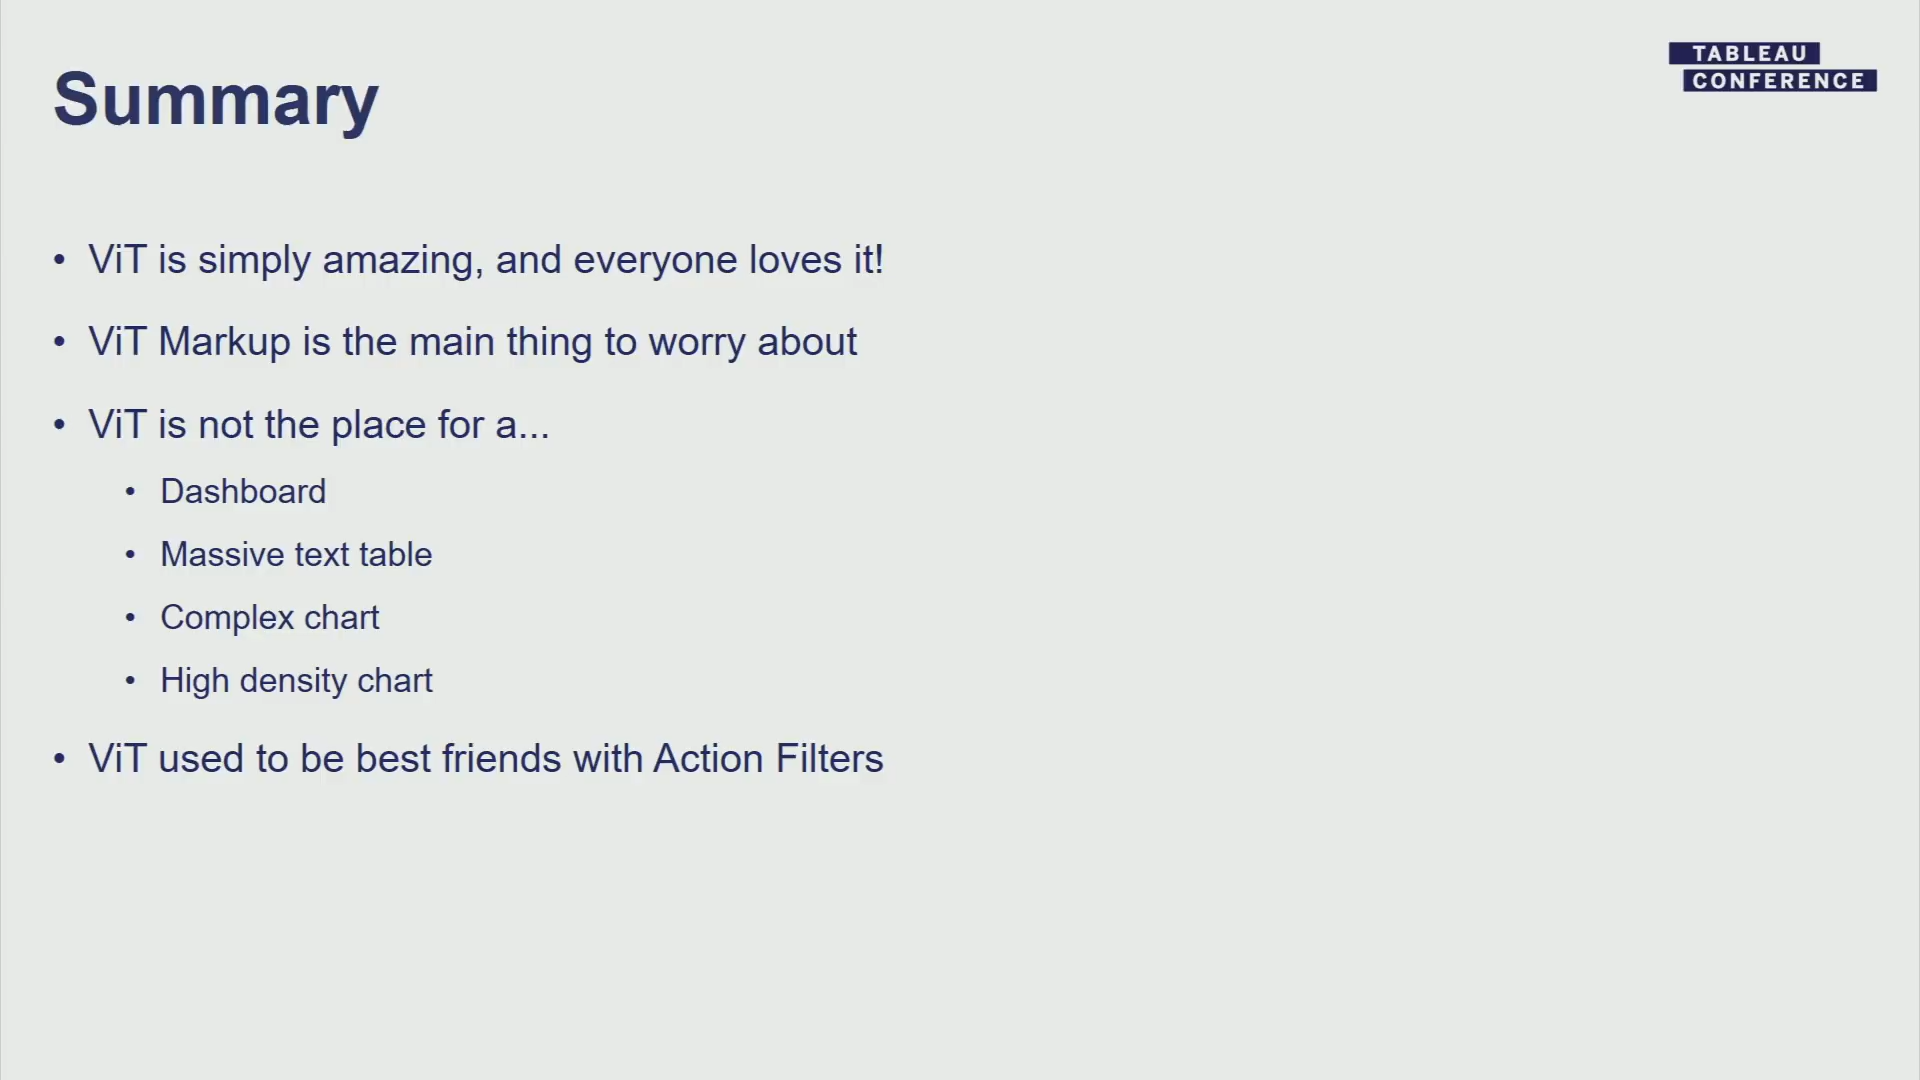 Summary
TABLEAU
CONFERENCE
• ViT is simply amazing, and everyone loves it!
• ViT Markup is the main thing to worry about
• ViT is not the place for a...
• Dashboard
• Massive text table
• Complex chart
• High density chart
• ViT used to be best friends with Action Filters